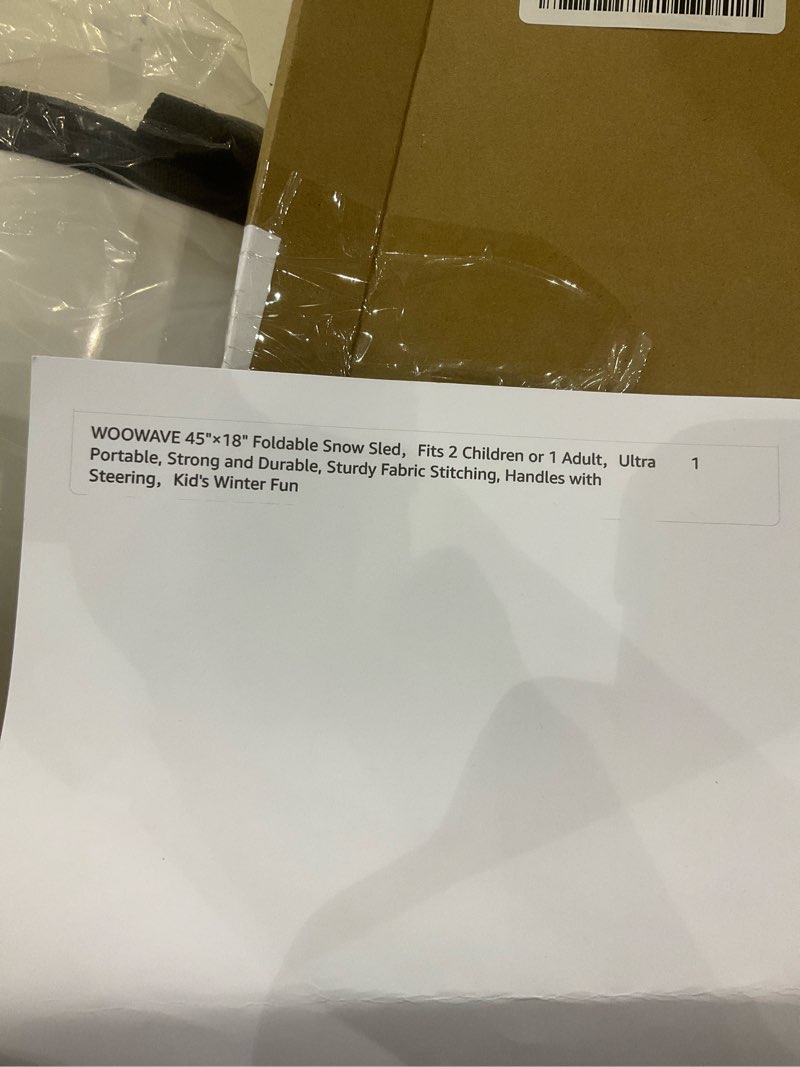 WOOWAVE 45"×18" Foldable Snow Sled, Fits 2 Children or 1 Adult, Ultra 1
Portable, Strong and Durable, Sturdy Fabric Stitching, Handles with
Steering, Kid's Winter Fun